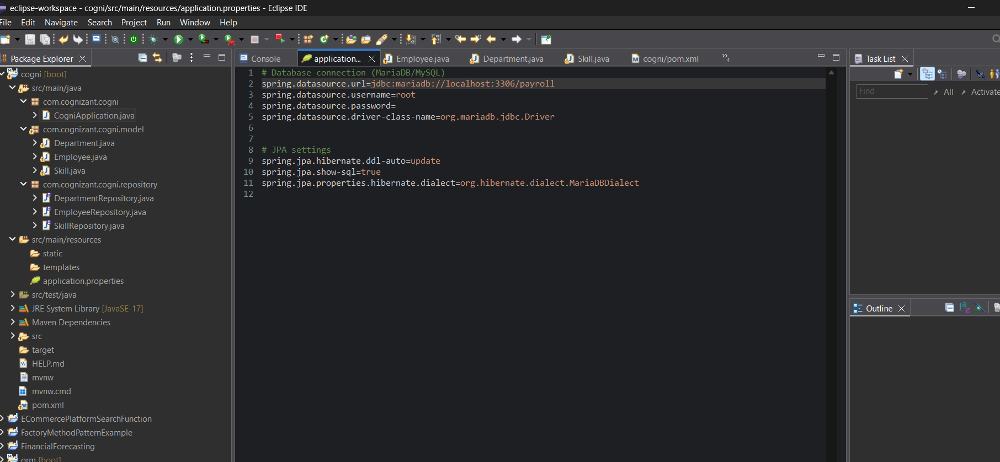 eclipse-workspace - cogni/src/main/resources/application.properties - Eclipse IDE
File Edit Navigate Search Project Run Window Help
Package Explorer
Console
application...
Employee.java
Department.java
Skill.java
cogni/pom.xml
»4
Task List
cogni [boot]
src/main/java
com.cognizant.cogni
CogniApplication.java
com.cognizant.cogni.model
Department.java
Employee.java
Skill.java
com.cognizant.cogni.repository
DepartmentRepository.java
EmployeeRepository.java
SkillRepository.java
src/main/resources
static
templates
application.properties
src/test/java
JRE System Library [JavaSE-17]
Maven Dependencies
src
target
HELP.md
mvnw
mvnw.cmd
pom.xml
ECommercePlatformSearchFunction
FactoryMethodPatternExample
FinancialForecasting
orm [boot]
1 # Database connection (MariaDB/MySQL)
2 spring.datasource.url=jdbc:mariadb://localhost:3306/payroll
3 spring.datasource.username=root
4 spring.datasource.password=
5 spring.datasource.driver-class-name=org.mariadb.jdbc.Driver
6
7
8 # JPA settings
9 spring.jpa.hibernate.ddl-auto=update
10 spring.jpa.show-sql=true
11 spring.jpa.properties.hibernate.dialect=org.hibernate.dialect.MariaDBDialect
12
Find
All
Activate
Outline